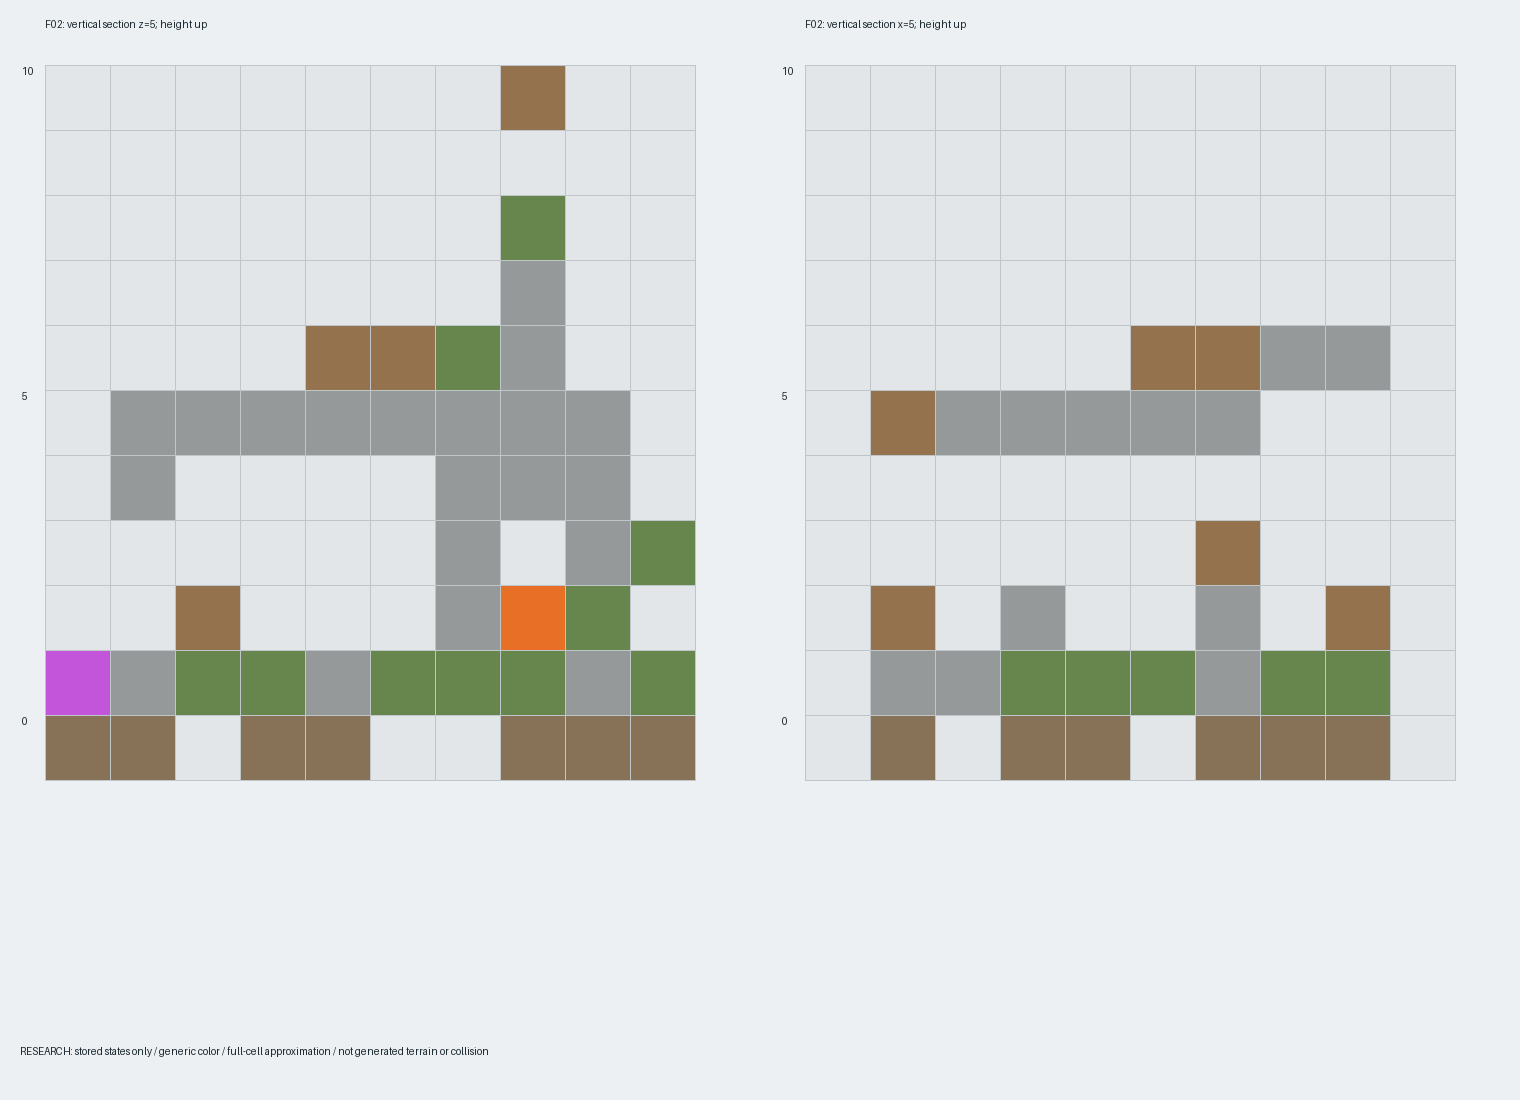 F02: vertical section z=5; height up
F02: vertical section x=5; height up
10
10
5
5
0
0
RESEARCH: stored states only / generic color / full-cell approximation / not generated terrain or collision